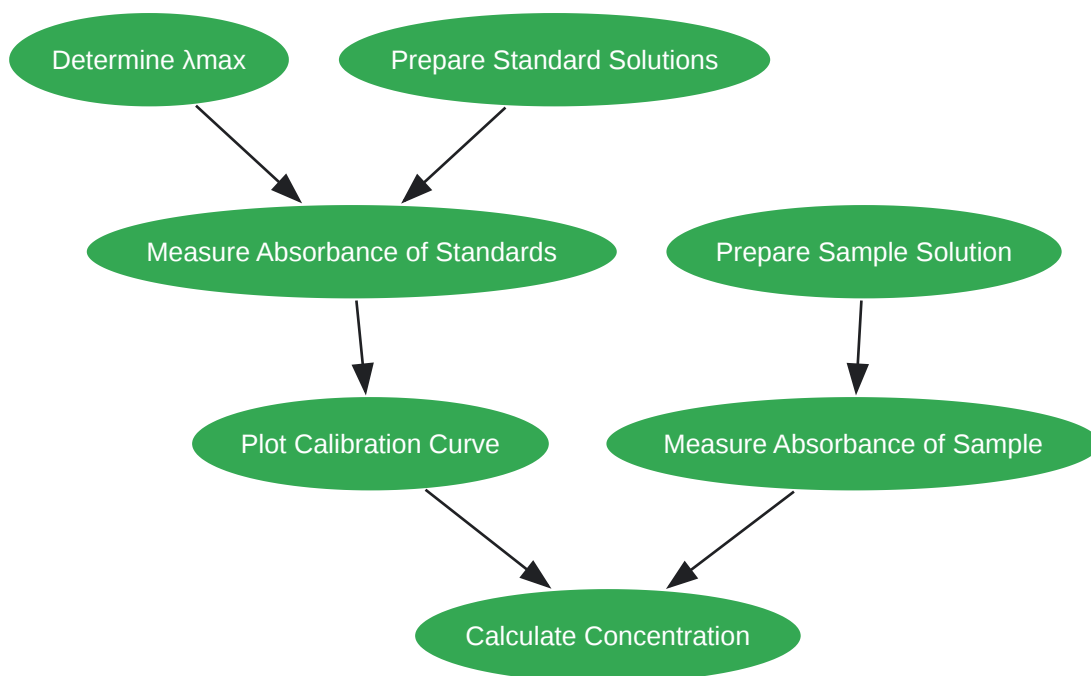 Determine λmax
Prepare Standard Solutions
Measure Absorbance of Standards
Prepare Sample Solution
Plot Calibration Curve
Measure Absorbance of Sample
Calculate Concentration